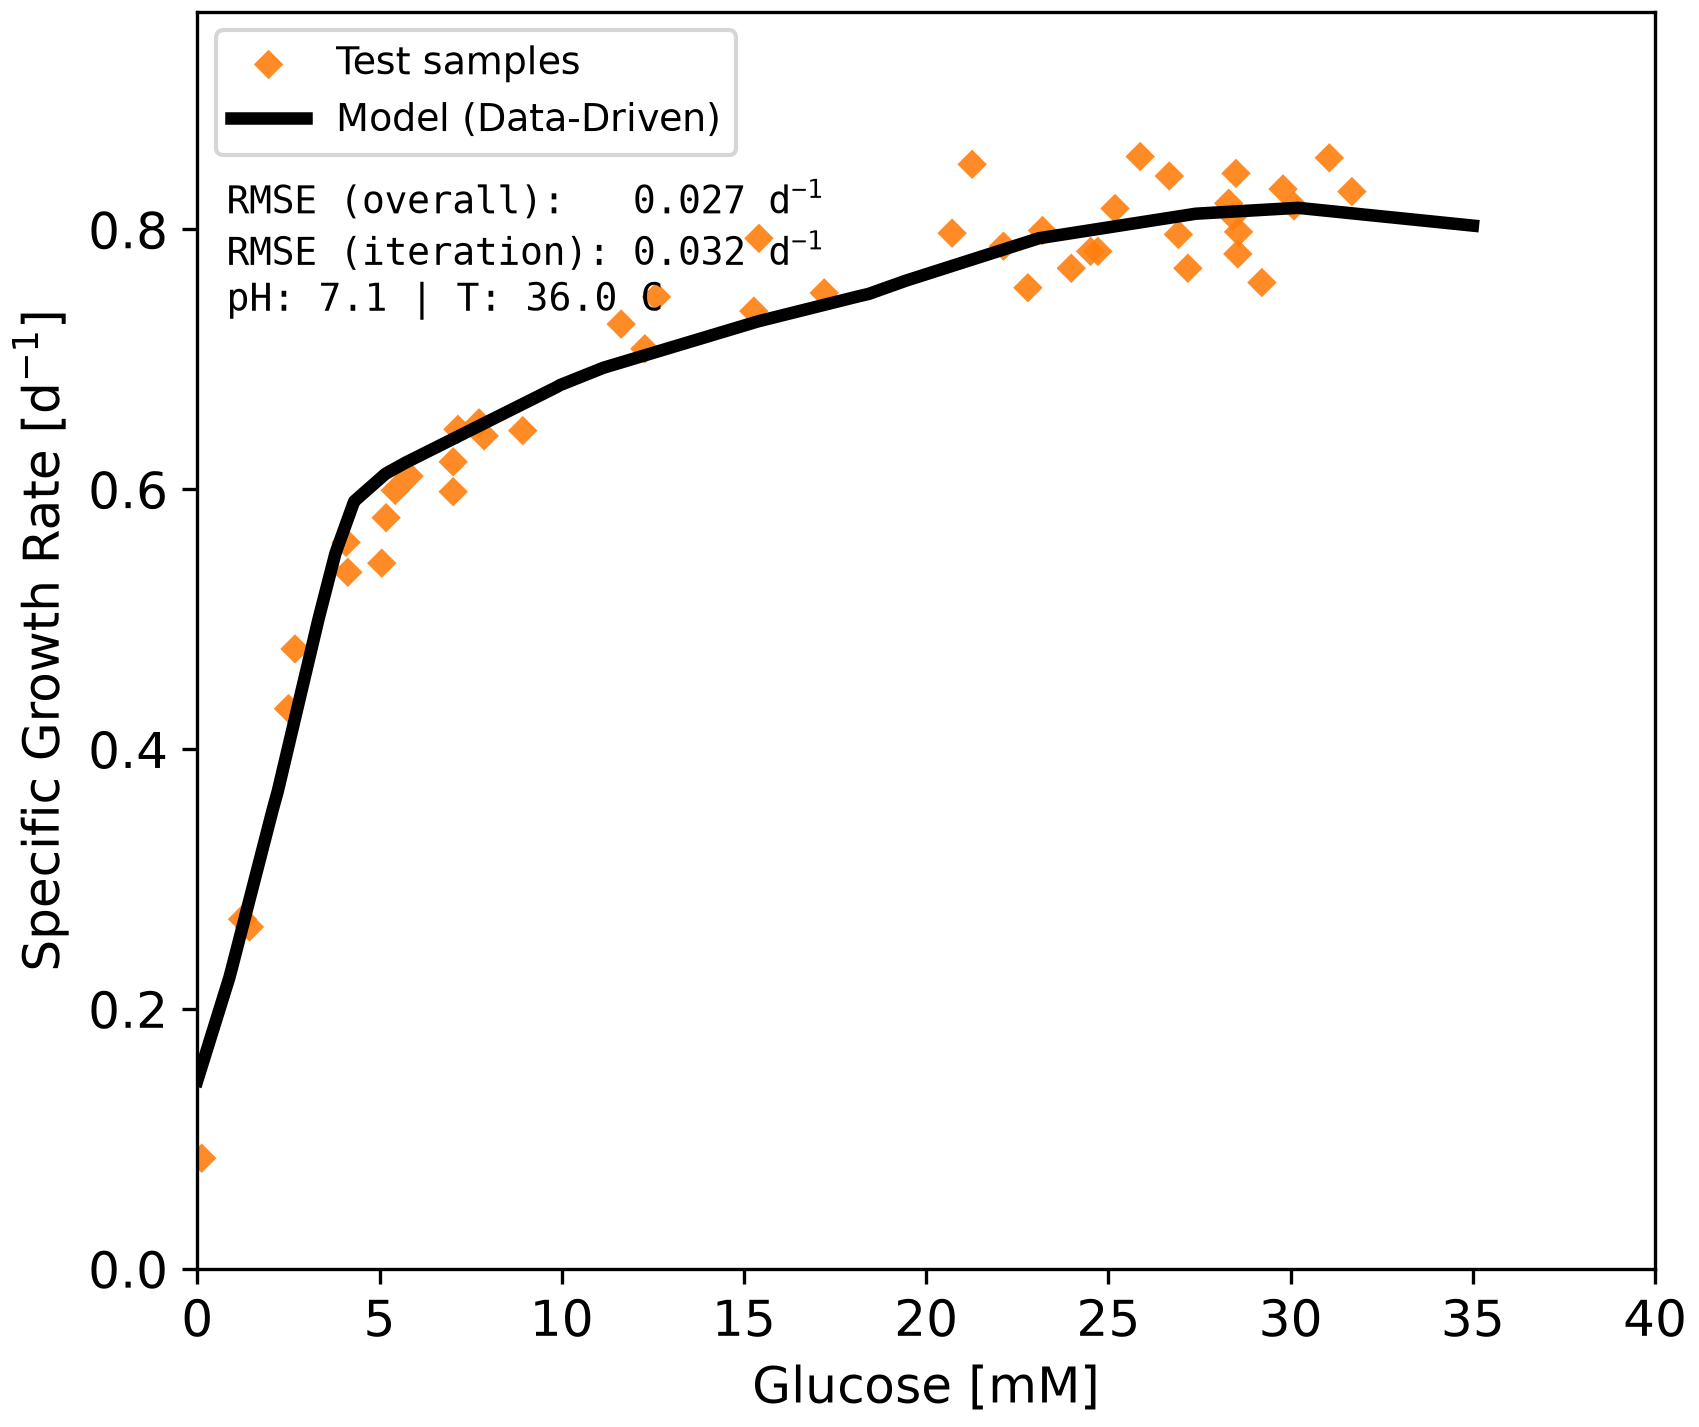 Test samples
Model (Data-Driven)
RMSE (overall):   0.027 d⁻¹
RMSE (iteration): 0.032 d⁻¹
pH: 7.1 | T: 36.0 C
Specific Growth Rate [d⁻¹]
0.8
0.6
0.4
0.2
0.0
0 5 10 15 20 25 30 35 40
Glucose [mM]